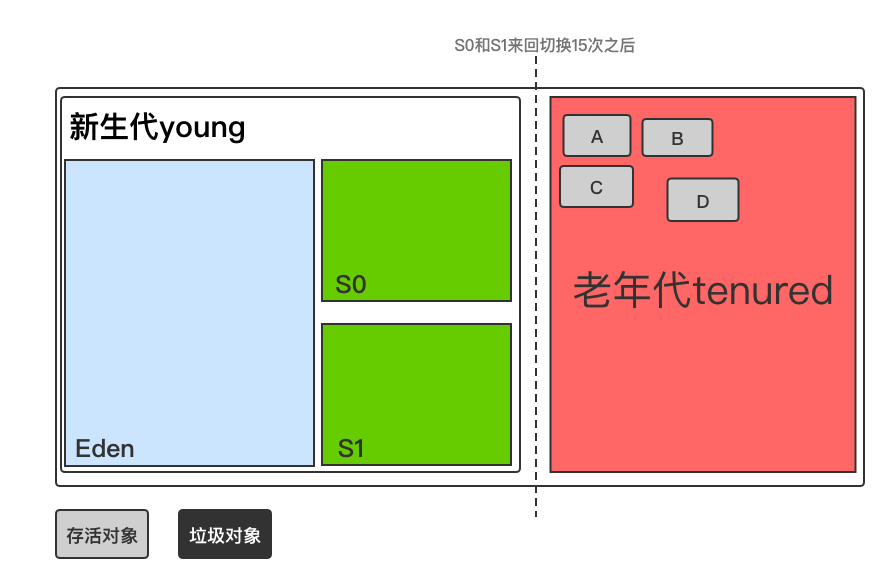 S0和S1来回切换15次之后
新生代young
A
B
C
D
S0
老年代tenured
Eden
S1
存活对象
垃圾对象